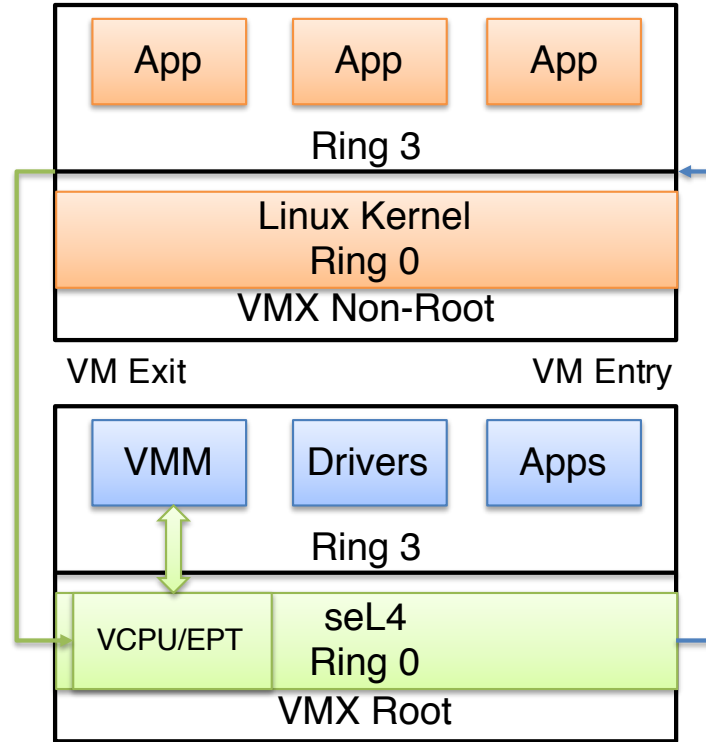 App
App
App
Ring 3
Linux Kernel
Ring 0
VMX Non-Root
VM Exit
VM Entry
VMM
Drivers
Apps
Ring 3
VCPU/EPT
seL4
Ring 0
VMX Root